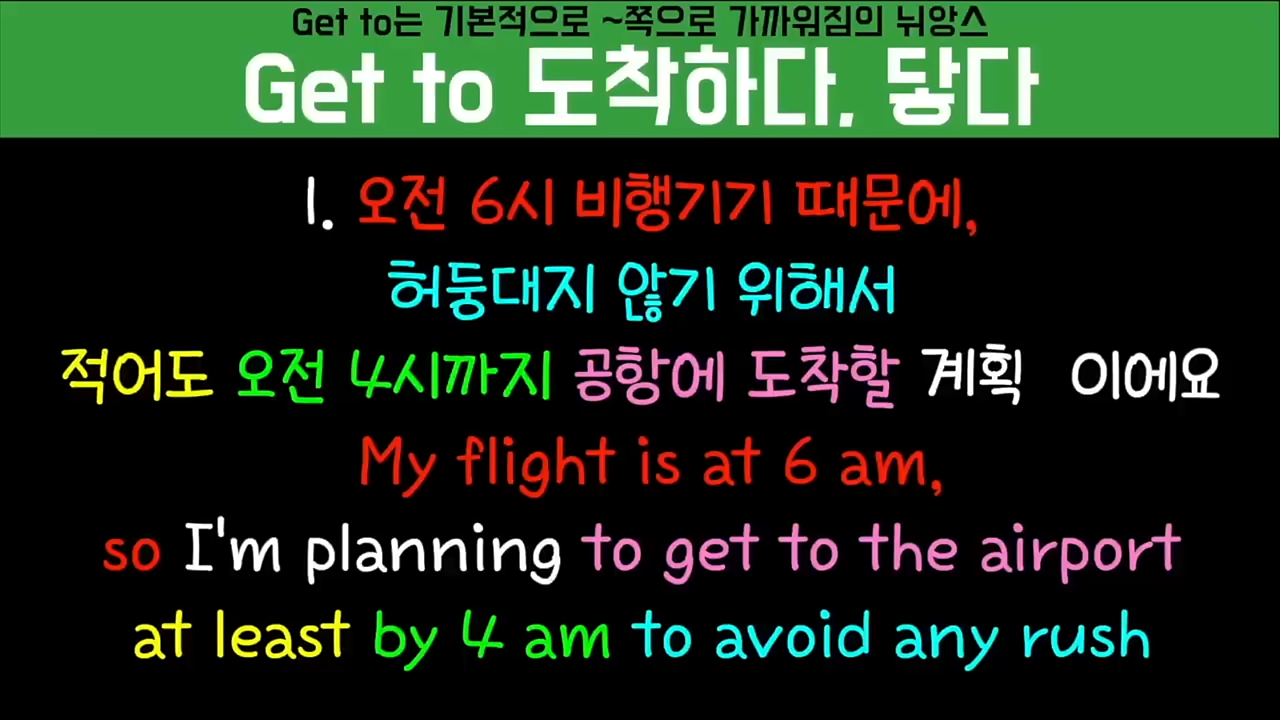 Get to는 기본적으로 ~쪽으로 가까워짐의 뉘앙스
Get to 도착하다, 닿다
1. 오전 6시 비행기기 때문에,
허둥대지 않기 위해서
적어도 오전 4시까지 공항에 도착할 계획 이에요
My flight is at 6 am,
so I'm planning to get to the airport
at least by 4 am to avoid any rush